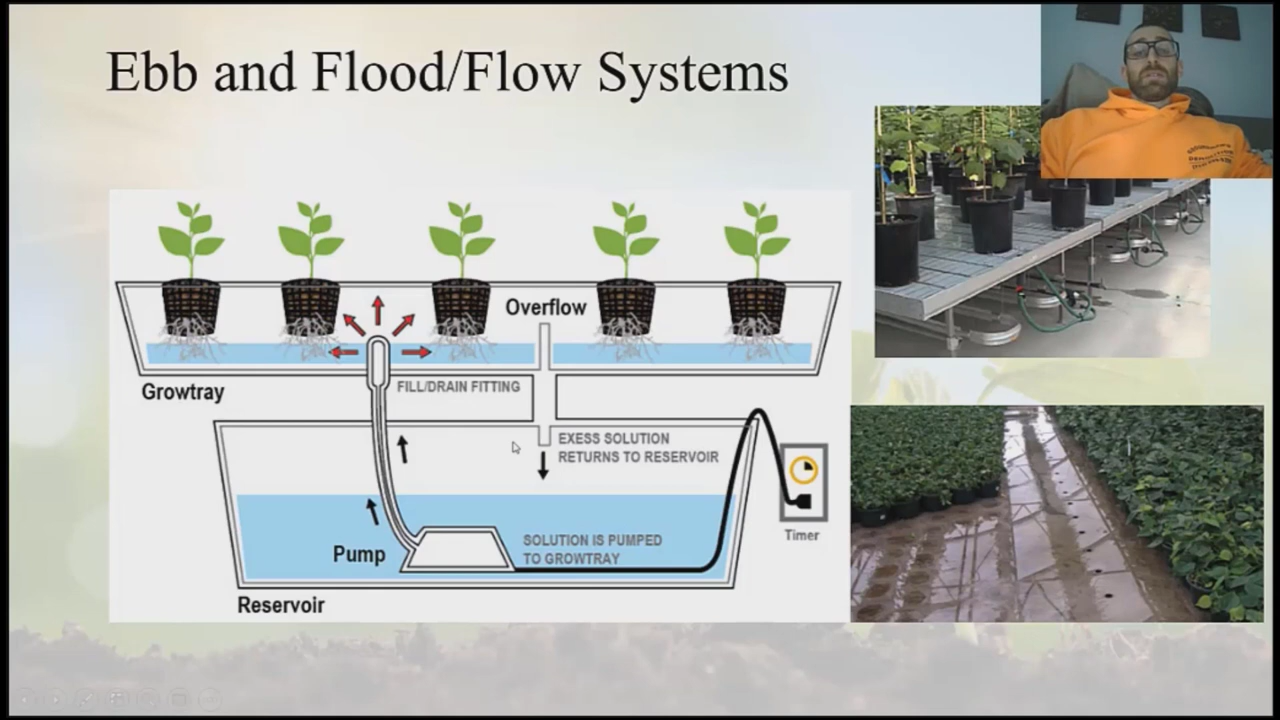 Ebb and Flood/Flow Systems
Overflow
Growtray
FILL/DRAIN FITTING
EXESS SOLUTION
RETURNS TO RESERVOIR
SOLUTION IS PUMPED
TO GROWTRAY
Timer
Pump
Reservoir